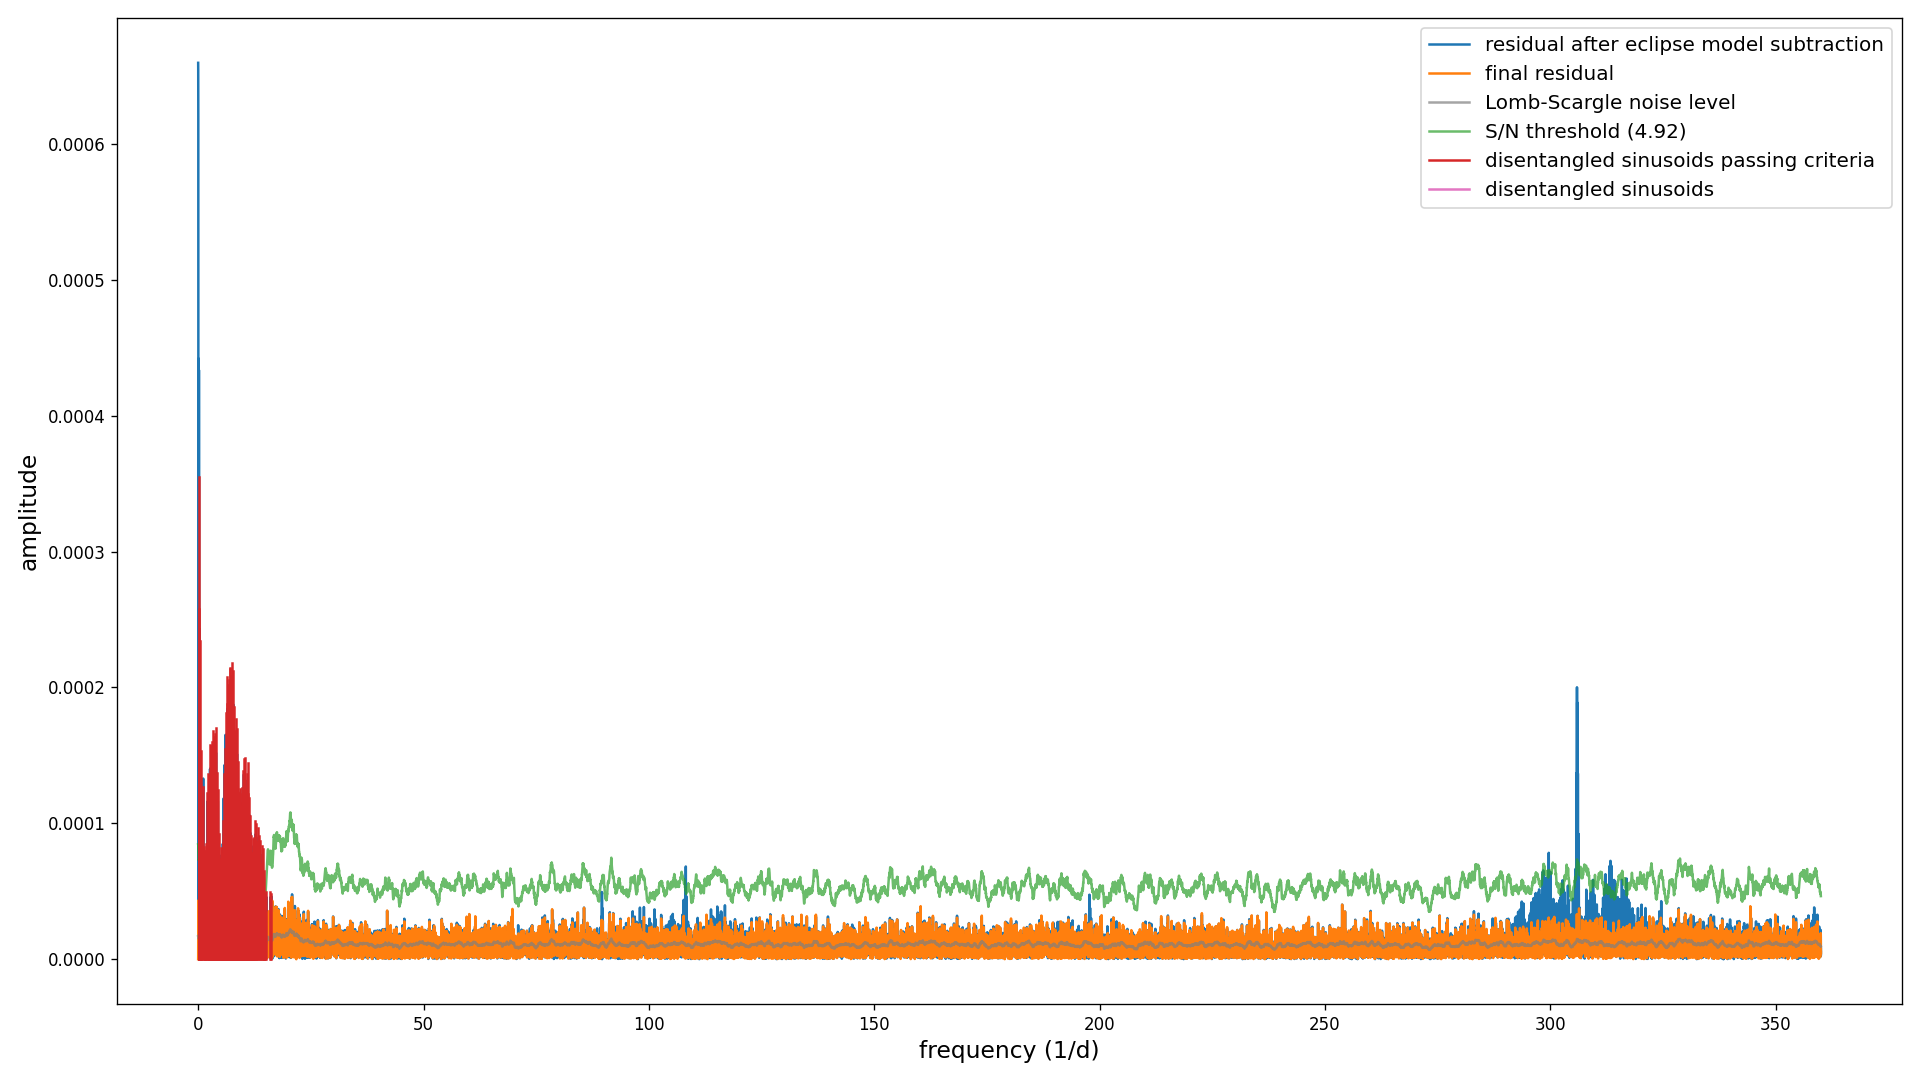 residual after eclipse model subtraction
final residual
Lomb-Scargle noise level
S/N threshold (4.92)
disentangled sinusoids passing criteria
disentangled sinusoids
amplitude
0.0006
0.0005
0.0004
0.0003
0.0002
0.0001
0.0000
0 50 100 150 200 250 300 350
frequency (1/d)